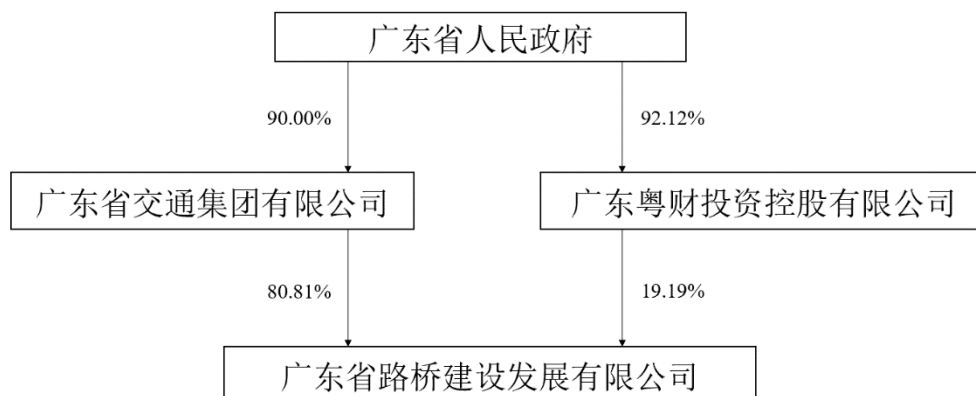 广东省人民政府
90.00%
92.12%
广东省交通集团有限公司
广东粤财投资控股有限公司
80.81%
19.19%
广东省路桥建设发展有限公司